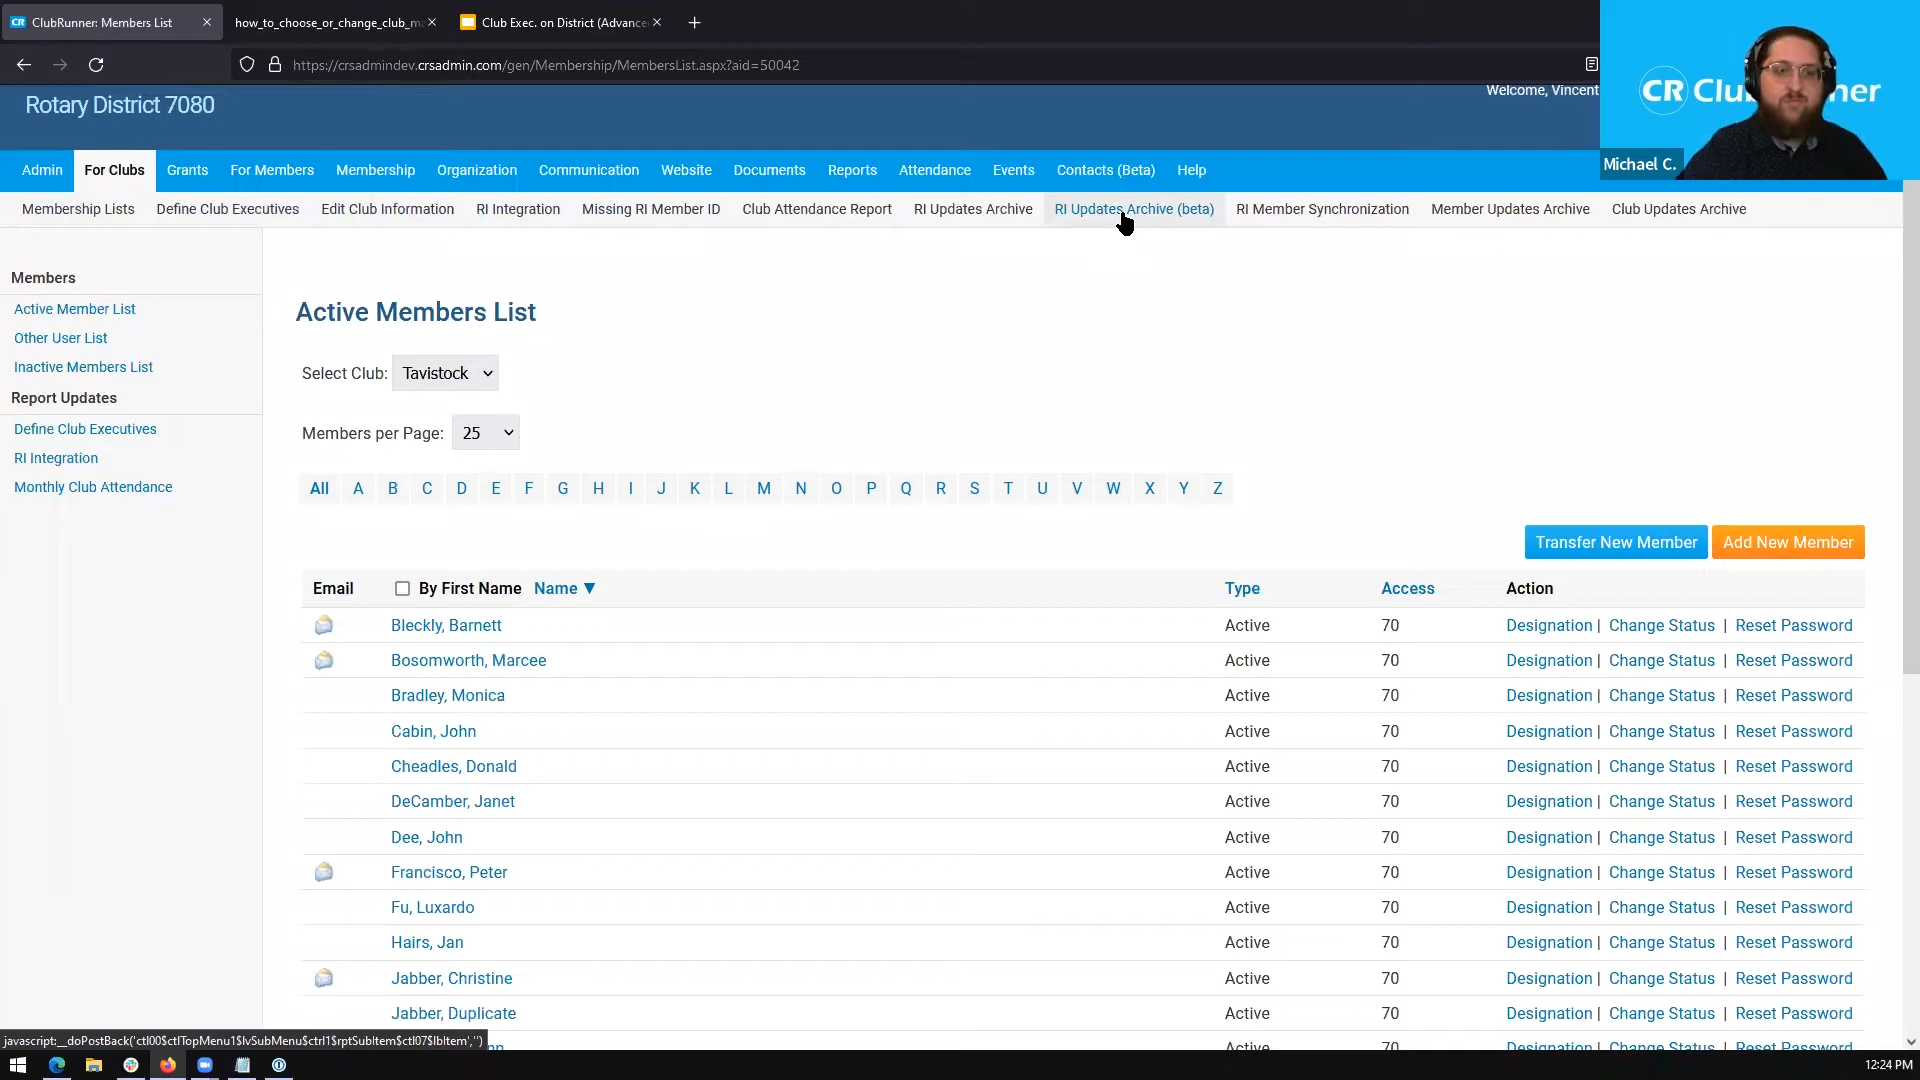 ClubRunner: Members List
how_to_choose_or_change_club_m
Club Exec. on District (Advance
https://crsadmindev.crsadmin.com/gen/Membership/MembersList.aspx?aid=50042
Rotary District 7080
Welcome, Vincent
CR Clu ner
Michael C.
Admin For Clubs Grants For Members Membership Organization Communication Website Documents Reports Attendance Events Contacts (Beta) Help
Membership Lists Define Club Executives Edit Club Information RI Integration Missing RI Member ID Club Attendance Report RI Updates Archive RI Updates Archive (beta) RI Member Synchronization Member Updates Archive Club Updates Archive
Members
Active Member List
Other User List
Inactive Members List
Report Updates
Define Club Executives
RI Integration
Monthly Club Attendance
Active Members List
Select Club: Tavistock
Members per Page: 25
All A B C D E F G H I J K L M N O P Q R S T U V W X Y Z
Transfer New Member Add New Member
Email By First Name Name ▼ Type Access Action
Bleckly, Barnett Active 70 Designation | Change Status | Reset Password
Bosomworth, Marcee Active 70 Designation | Change Status | Reset Password
Bradley, Monica Active 70 Designation | Change Status | Reset Password
Cabin, John Active 70 Designation | Change Status | Reset Password
Cheadles, Donald Active 70 Designation | Change Status | Reset Password
DeCamber, Janet Active 70 Designation | Change Status | Reset Password
Dee, John Active 70 Designation | Change Status | Reset Password
Francisco, Peter Active 70 Designation | Change Status | Reset Password
Fu, Luxardo Active 70 Designation | Change Status | Reset Password
Hairs, Jan Active 70 Designation | Change Status | Reset Password
Jabber, Christine Active 70 Designation | Change Status | Reset Password
Jabber, Duplicate Active 70 Designation | Change Status | Reset Password
Active 70 Designation | Change Status | Reset Password
javascript:__doPostBack('ctl00$ctlTopMenu1$lvSubMenu$ctrl1$rptSubItem$ctl07$lbItem','')
12:24 PM